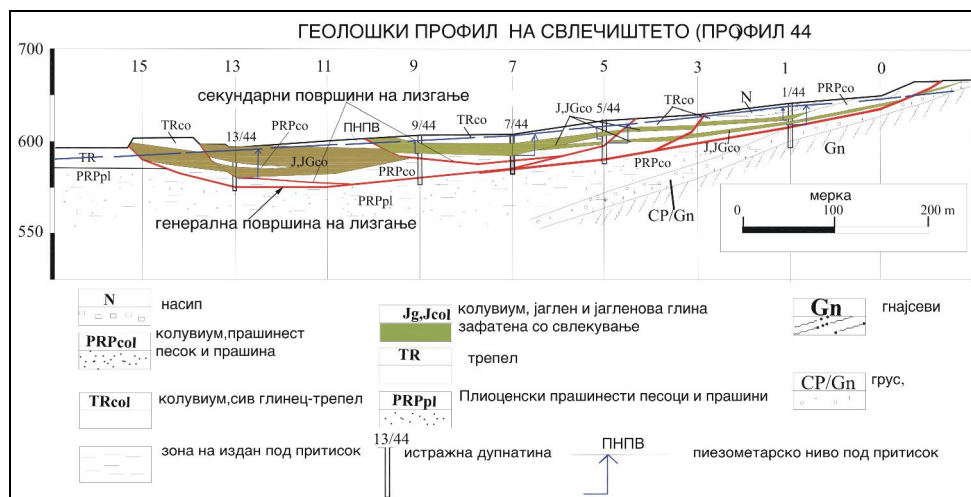 ГЕОЛОШКИ ПРОФИЛ НА СВЛЕЧИШТЕТО (ПРОФИЛ 44
700
15 13 11 9 7 5 3 1 0
секундарни површини на лизгање
TRco 13/44 PRPco ПНПВ 9/44 TRco 7/44 J,JGco 5/44 TRco N 1/44 PRPco
600
TR J,JGco PRPco PRPco J,JGco Gn
PRPpl PRPpl
генерална површина на лизгање
CP/Gn
550
мерка
0 100 200 m
N насип
PRPcol колувиум,прашинест
песок и прашина
TRcol колувиум,сив глинец-трепел
зона на издан под притисок
Jg,Jcol колувиум, јаглен и јагленова глина
зафатена со свлекување
TR трепел
PRPpl Плиоценски прашинести песоци и прашини
13/44 истражна дупнатина
Gn гнајсеви
CP/Gn грус,
ПНПВ пиезометарско ниво под притисок